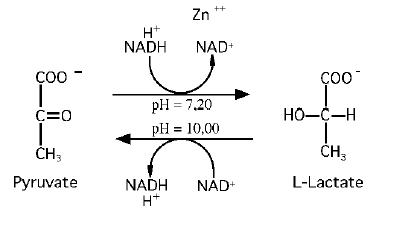 Zn ++
H+
NADH NAD+
COO - COO -
pH = 7,20
C=O HO-C-H
pH = 10,00
CH3 CH3
Pyruvate NADH NAD+ L-Lactate
H+